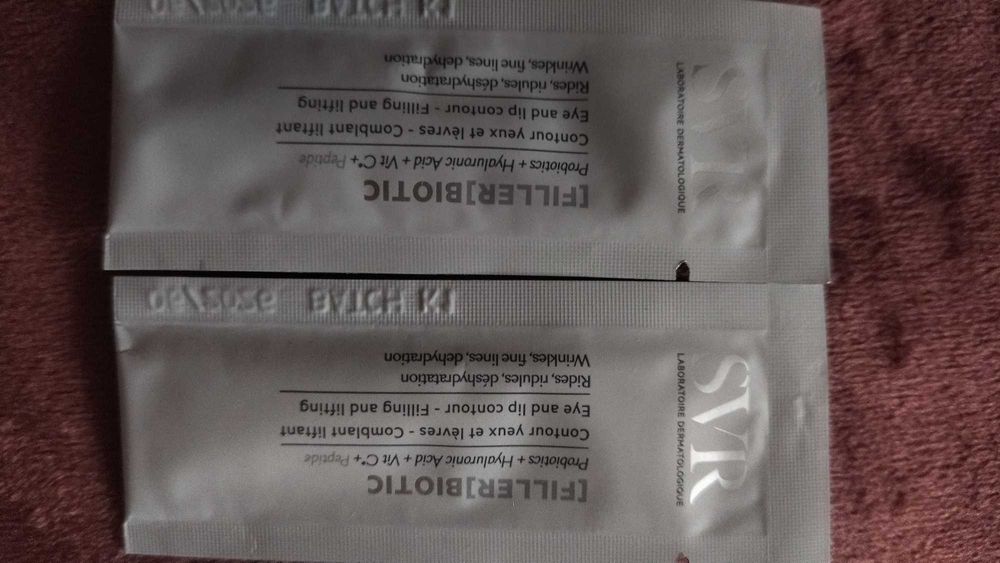 [FILLER]BIOTIC
Probiotics + Hyaluronic Acid + Vit C*+ Peptide
Contour yeux et lèvres - Comblant liftant
Eye and lip contour - Filling and lifting
Rides, ridules, déshydratation
Wrinkles, fine lines, dehydration
SVR
LABORATOIRE DERMATOLOGIQUE
BATCH
[FILLER]BIOTIC
Probiotics + Hyaluronic Acid + Vit C*+ Peptide
Contour yeux et lèvres - Comblant liftant
Eye and lip contour - Filling and lifting
Rides, ridules, déshydratation
Wrinkles, fine lines, dehydration
SVR
LABORATOIRE DERMATOLOGIQUE
BATCH